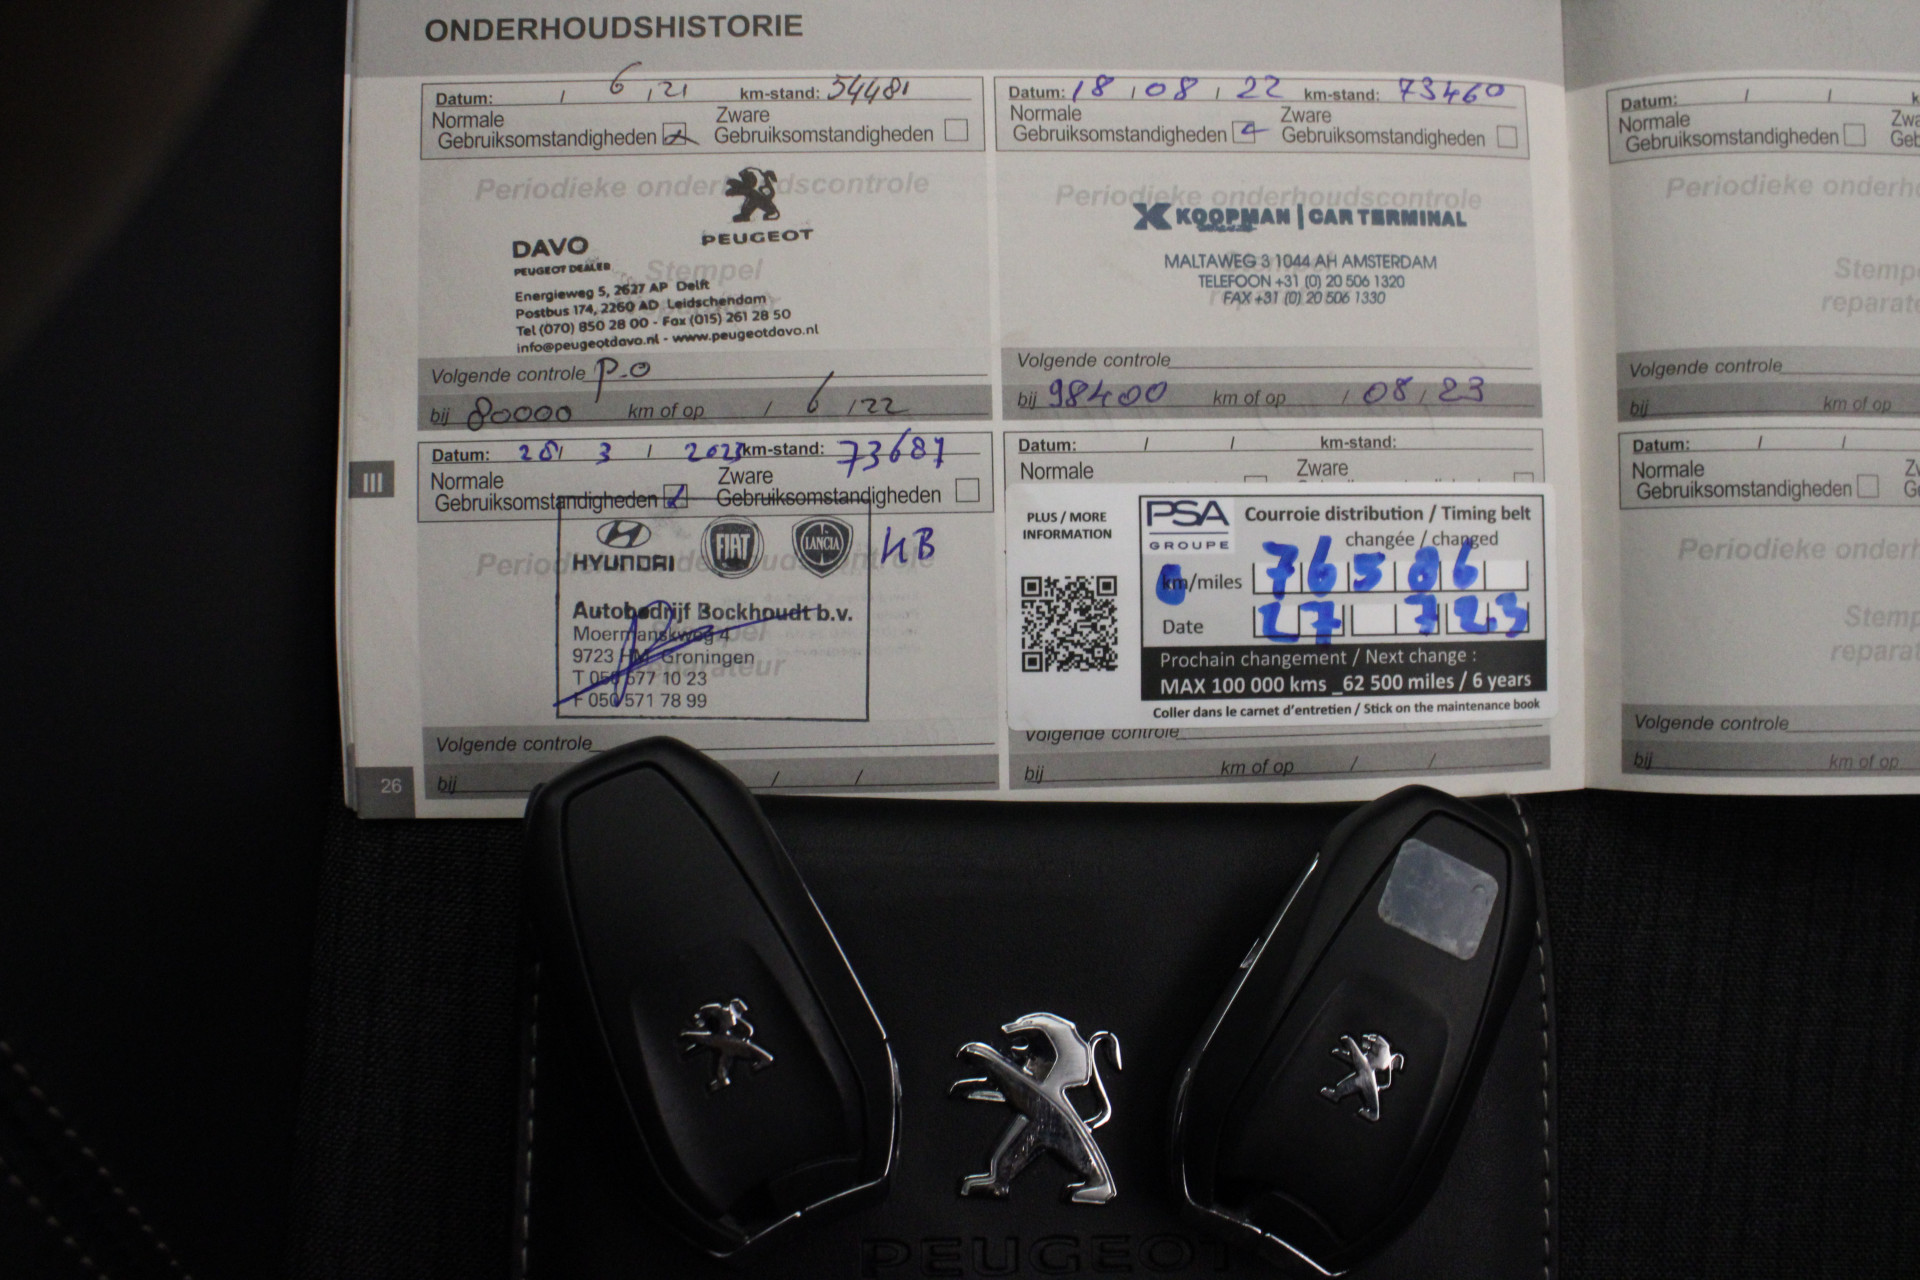 ONDERHOUDSHISTORIE
Datum: / 6 / 21 km-stand: 54481
Normale
Gebruiksomstandigheden
Zware
Gebruiksomstandigheden
Periodieke onderhoudscontrole
PEUGEOT
DAVO
PEUGEOT DEALER
Stempel
Energieweg 5, 2627 AP Delft
Postbus 174, 2260 AD Leidschendam
Tel (070) 850 28 00 - Fax (015) 261 28 50
info@peugeotdavo.nl - www.peugeotdavo.nl
Volgende controle P.O
bij 80000 km of op / 6 / 22
Datum: 18 / 08 / 22 km-stand: 73460
Normale
Gebruiksomstandigheden
Zware
Gebruiksomstandigheden
Periodieke onderhoudscontrole
KOOPMAN | CAR TERMINAL
MALTAWEG 3 1044 AH AMSTERDAM
TELEFOON +31 (0) 20 506 1320
FAX +31 (0) 20 506 1330
Volgende controle
bij 98400 km of op / 08 / 23
Datum: 28 / 3 / 2023 km-stand: 73687
Normale
Gebruiksomstandigheden
Zware
Gebruiksomstandigheden
HYUNDAI
FIAT
LANCIA
HB
Autobedrijf Bockhoudt b.v.
Moermanskweg 4
9723 HM Groningen
T 050 577 10 23
F 050 571 78 99
Volgende controle
bij / /
III
26
Datum: / / km-stand:
Normale
Zware
PLUS / MORE
INFORMATION
PSA
GROUPE
Courroie distribution / Timing belt
changée / changed
km/miles 76586
Date 27 7 23
Prochain changement / Next change :
MAX 100 000 kms _62 500 miles / 6 years
Coller dans le carnet d'entretien / Stick on the maintenance book
Volgende controle
bij km of op / /
Datum: / /
Normale
Gebruiksomstandigheden
Periodieke
Volgende controle
bij km of op
Datum: / /
Normale
Gebruiksomstandigheden
Periodieke
Volgende controle
bij km of op
PEUGEOT